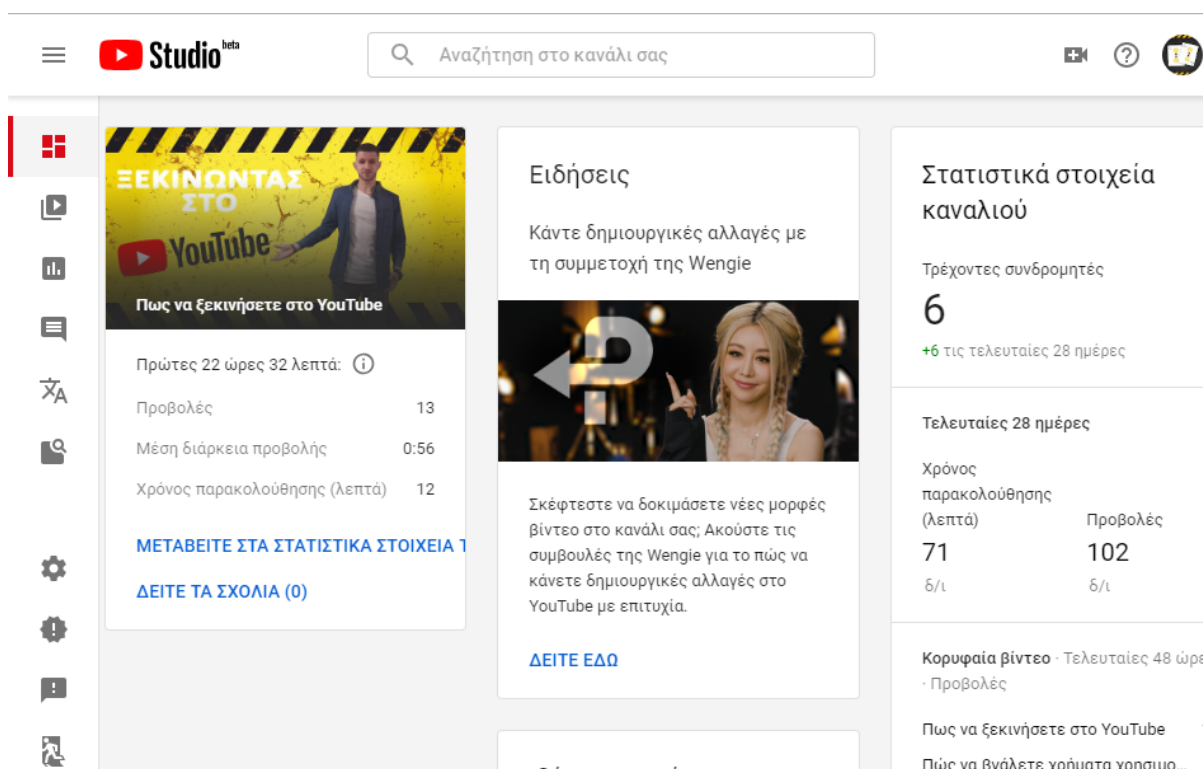 Studio beta
Αναζήτηση στο κανάλι σας
ΞΕΚΙΝΩΝΤΑΣ
ΣΤΟ
YouTube
Πως να ξεκινήσετε στο YouTube
Πρώτες 22 ώρες 32 λεπτά:
Προβολές 13
Μέση διάρκεια προβολής 0:56
Χρόνος παρακολούθησης (λεπτά) 12
ΜΕΤΑΒΕΙΤΕ ΣΤΑ ΣΤΑΤΙΣΤΙΚΑ ΣΤΟΙΧΕΙΑ
ΔΕΙΤΕ ΤΑ ΣΧΟΛΙΑ (0)
Ειδήσεις
Κάντε δημιουργικές αλλαγές με
τη συμμετοχή της Wengie
Σκέφτεστε να δοκιμάσετε νέες μορφές
βίντεο στο κανάλι σας; Ακούστε τις
συμβουλές της Wengie για το πώς να
κάνετε δημιουργικές αλλαγές στο
YouTube με επιτυχία.
ΔΕΙΤΕ ΕΔΩ
Στατιστικά στοιχεία
καναλιού
Τρέχοντες συνδρομητές
6
+6 τις τελευταίες 28 ημέρες
Τελευταίες 28 ημέρες
Χρόνος
παρακολούθησης
(λεπτά) Προβολές
71 102
δ/ι δ/ι
Κορυφαία βίντεο · Τελευταίες 48
· Προβολές
Πως να ξεκινήσετε στο YouTube
Πώς να βγάλετε χρήματα χρησιμο...